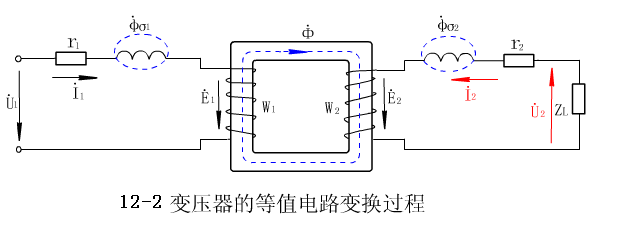 Φ̇σ1 Φ̇ Φ̇σ2
r1 r2
İ1 İ2
U̇1 Ė1 W1 W2 Ė2 U̇2 ZL
12-2 变压器的等值电路变换过程